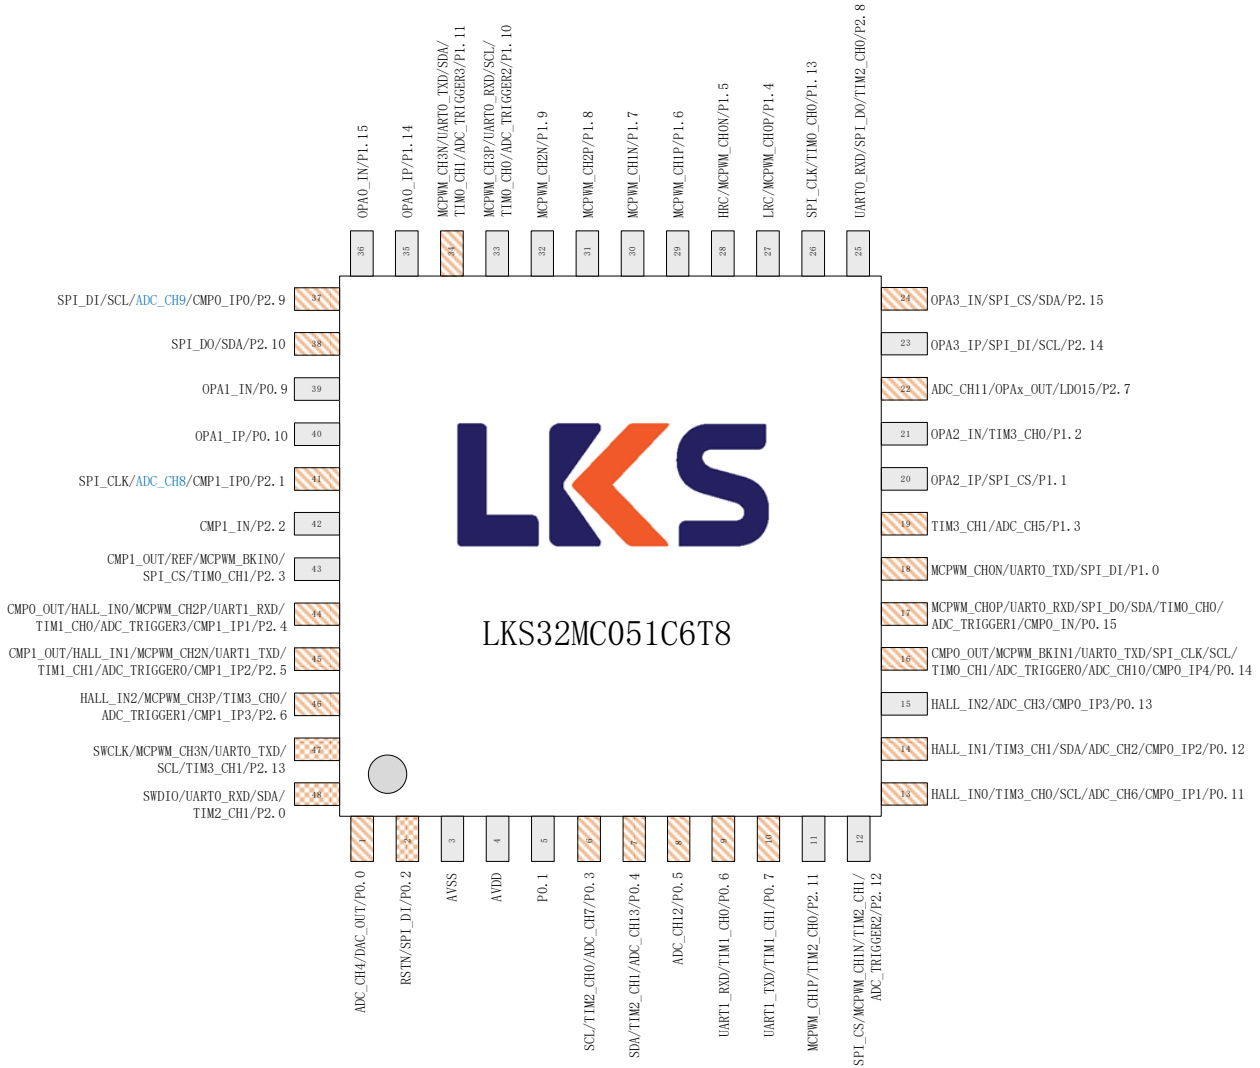 OPA0_IN/P1.15
36
OPA0_IP/P1.14
35
MCPWM_CH3N/UART0_TXD/SDA/
TIM0_CH1/ADC_TRIGGER3/P1.11
34
MCPWM_CH3P/UART0_RXD/SCL/
TIM0_CH0/ADC_TRIGGER2/P1.10
33
MCPWM_CH2N/P1.9
32
MCPWM_CH2P/P1.8
31
MCPWM_CH1N/P1.7
30
MCPWM_CH1P/P1.6
29
HRC/MCPWM_CH0N/P1.5
28
LRC/MCPWM_CH0P/P1.4
27
SPI_CLK/TIM0_CH0/P1.13
26
UART0_RXD/SPI_DO/TIM2_CH0/P2.8
25
SPI_DI/SCL/ADC_CH9/CMP0_IP0/P2.9
37
SPI_DO/SDA/P2.10
38
OPA1_IN/P0.9
39
OPA1_IP/P0.10
40
SPI_CLK/ADC_CH8/CMP1_IP0/P2.1
41
CMP1_IN/P2.2
42
CMP1_OUT/REF/MCPWM_BKIN0/
SPI_CS/TIM0_CH1/P2.3
43
CMP0_OUT/HALL_IN0/MCPWM_CH2P/UART1_RXD/
TIM1_CH0/ADC_TRIGGER3/CMP1_IP1/P2.4
44
CMP1_OUT/HALL_IN1/MCPWM_CH2N/UART1_TXD/
TIM1_CH1/ADC_TRIGGER0/CMP1_IP2/P2.5
45
HALL_IN2/MCPWM_CH3P/TIM3_CH0/
ADC_TRIGGER1/CMP1_IP3/P2.6
46
SWCLK/MCPWM_CH3N/UART0_TXD/
SCL/TIM3_CH1/P2.13
47
SWDIO/UART0_RXD/SDA/
TIM2_CH1/P2.0
48
LKS
LKS32MC051C6T8
24
OPA3_IN/SPI_CS/SDA/P2.15
23
OPA3_IP/SPI_DI/SCL/P2.14
22
ADC_CH11/OPAx_OUT/LDO15/P2.7
21
OPA2_IN/TIM3_CH0/P1.2
20
OPA2_IP/SPI_CS/P1.1
19
TIM3_CH1/ADC_CH5/P1.3
18
MCPWM_CH0N/UART0_TXD/SPI_DI/P1.0
17
MCPWM_CH0P/UART0_RXD/SPI_DO/SDA/TIM0_CH0/
ADC_TRIGGER1/CMP0_IN/P0.15
16
CMP0_OUT/MCPWM_BKIN1/UART0_TXD/SPI_CLK/SCL/
TIM0_CH1/ADC_TRIGGER0/ADC_CH10/CMP0_IP4/P0.14
15
HALL_IN2/ADC_CH3/CMP0_IP3/P0.13
14
HALL_IN1/TIM3_CH1/SDA/ADC_CH2/CMP0_IP2/P0.12
13
HALL_IN0/TIM3_CH0/SCL/ADC_CH6/CMP0_IP1/P0.11
1
ADC_CH4/DAC_OUT/P0.0
2
RSTN/SPI_DI/P0.2
3
AVSS
4
AVDD
5
P0.1
6
SCL/TIM2_CH0/ADC_CH7/P0.3
7
SDA/TIM2_CH1/ADC_CH13/P0.4
8
ADC_CH12/P0.5
9
UART1_RXD/TIM1_CH0/P0.6
10
UART1_TXD/TIM1_CH1/P0.7
11
MCPWM_CH1P/TIM2_CH0/P2.11
12
SPI_CS/MCPWM_CH1N/TIM2_CH1/
ADC_TRIGGER2/P2.12